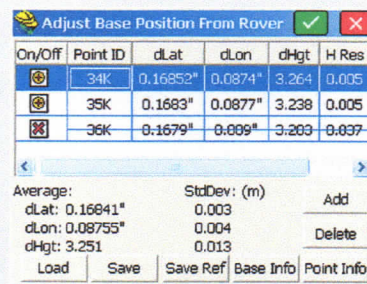 Adjust Base Position From Rover
On/Off Point ID dLat dLon dHgt H Res
34K 0.16852" 0.0874" 3.264 0.005
35K 0.1683" 0.0877" 3.238 0.005
36K 0.1679" 0.089" 3.203 0.037
Average: StdDev: (m)
dLat: 0.16841" 0.003
dLon: 0.08755" 0.004
dHgt: 3.251 0.013
Add
Delete
Load Save Save Ref Base Info Point Info